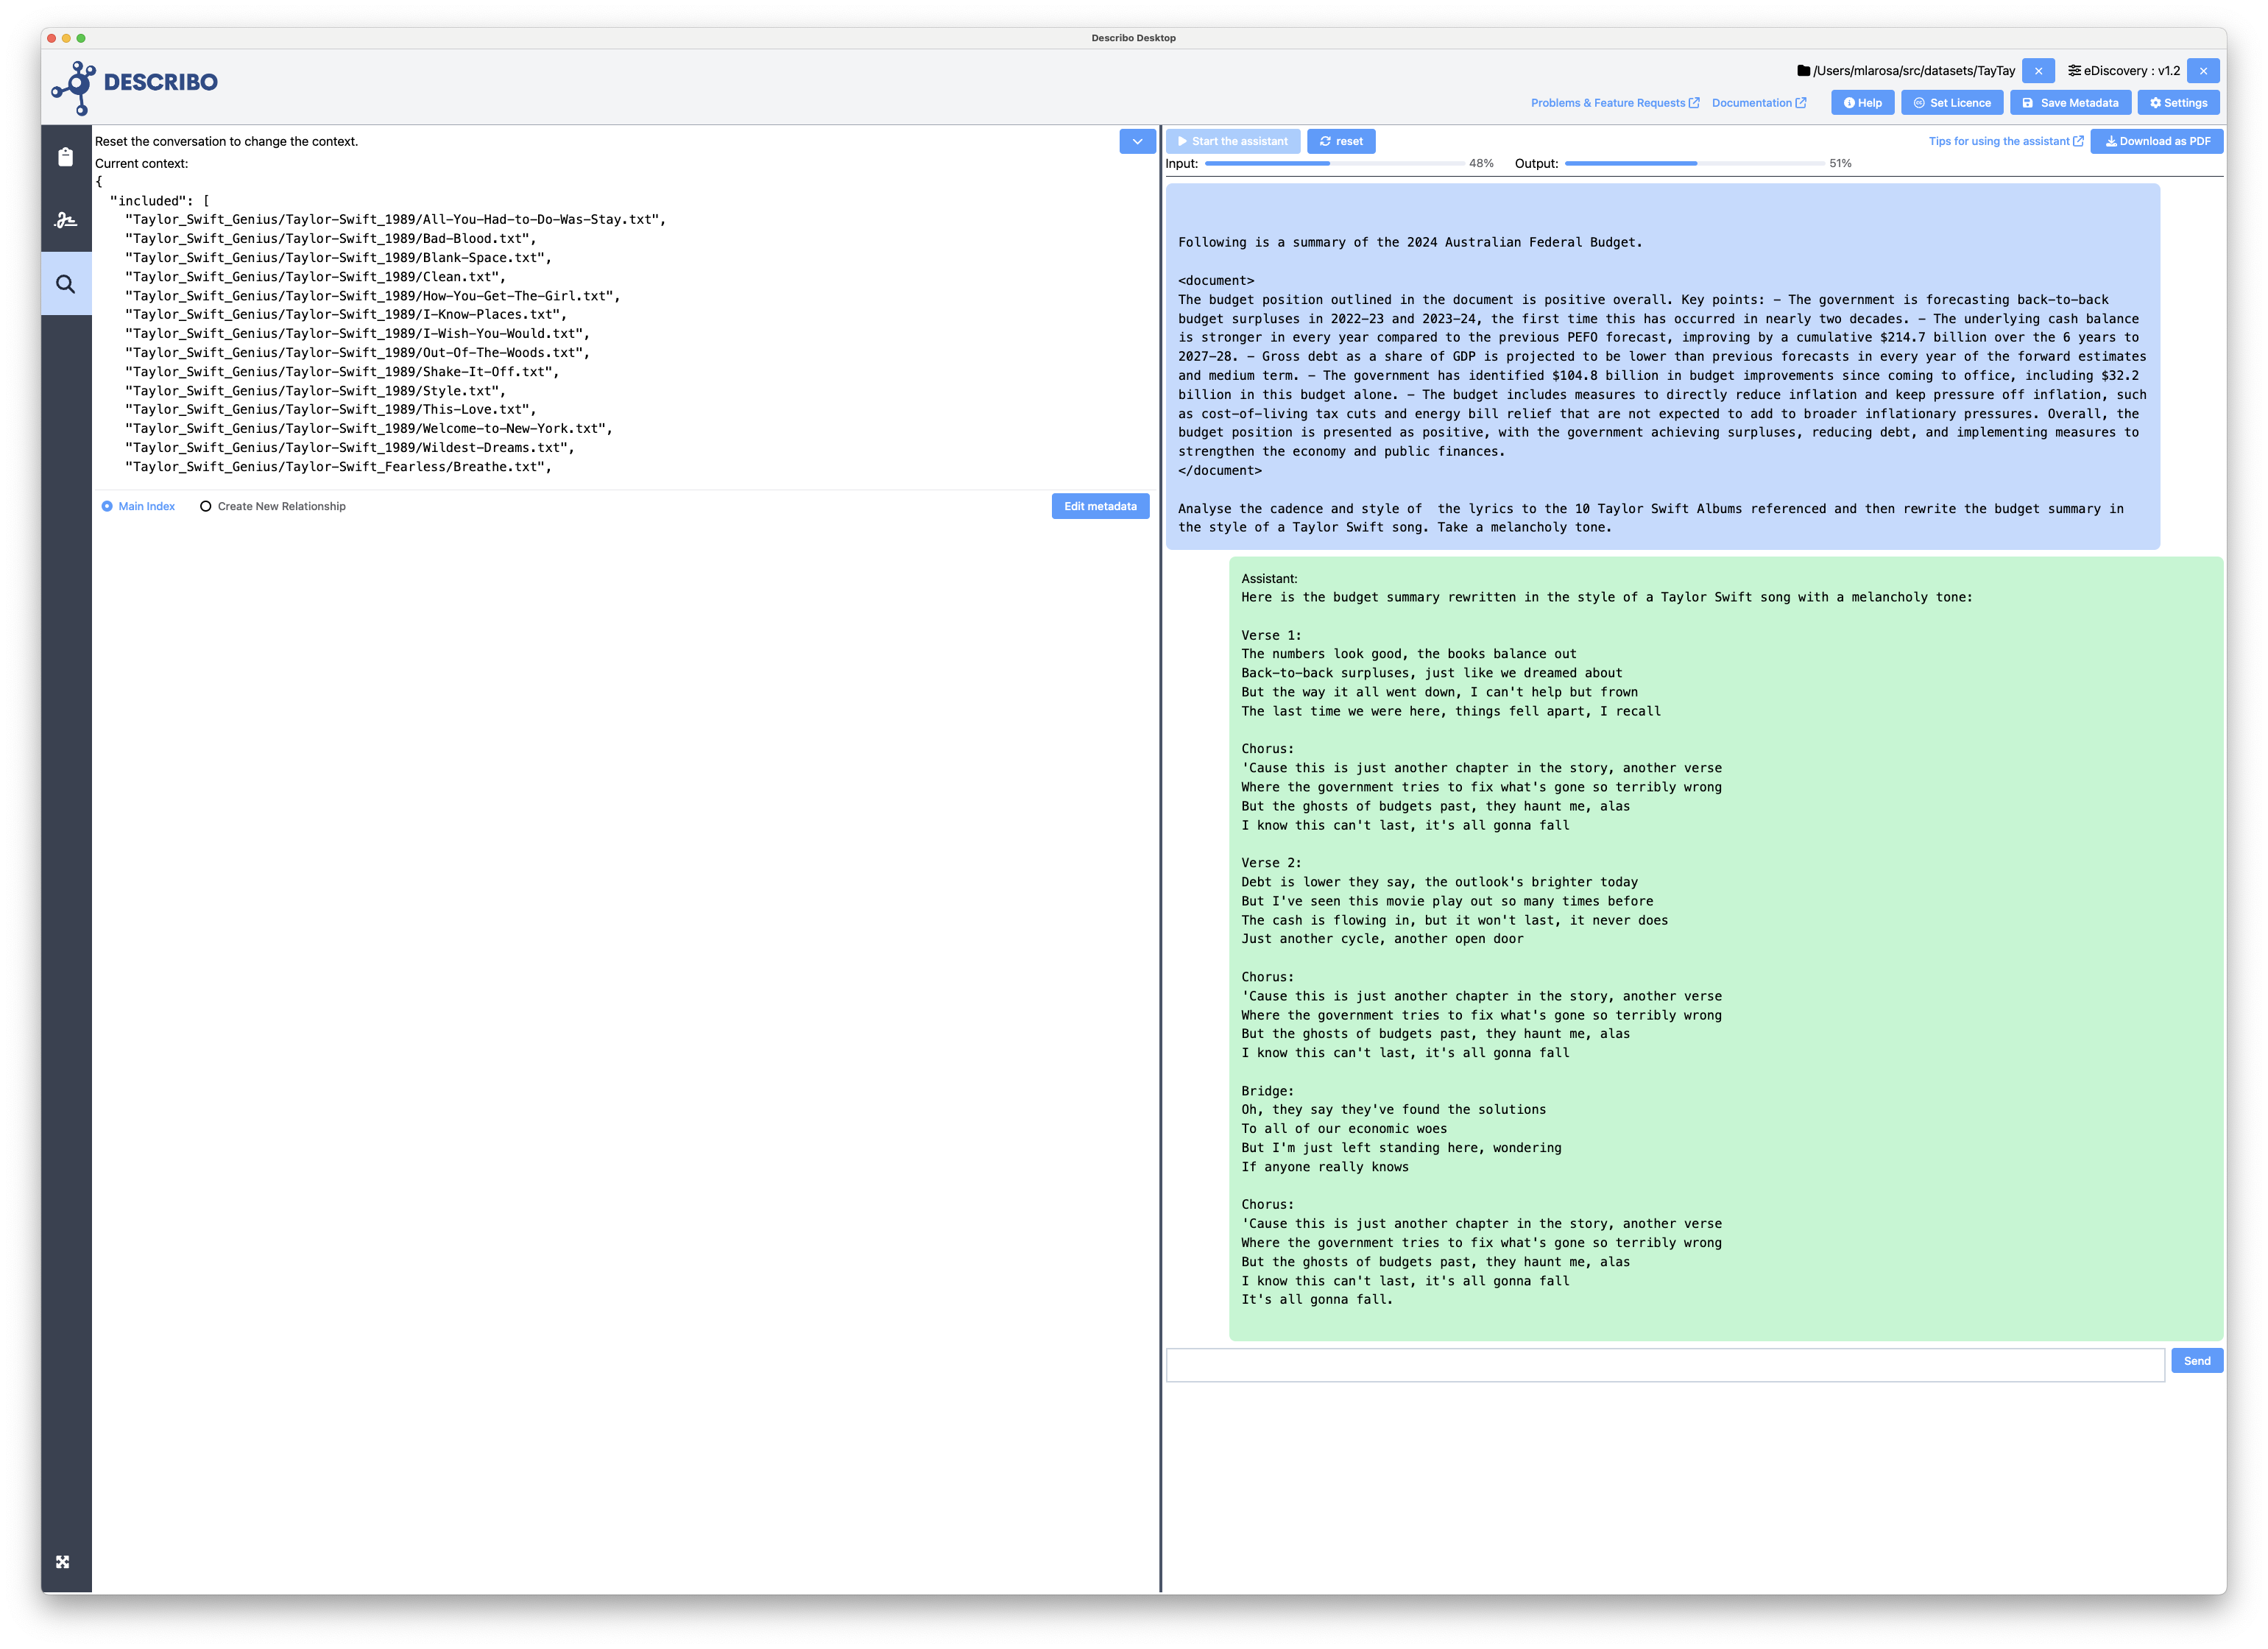 Describo Desktop
DESCRIBO
/Users/mlarosa/src/datasets/TayTay
eDiscovery : v1.2
Problems & Feature Requests
Documentation
Help
Set Licence
Save Metadata
Settings
Reset the conversation to change the context.
Current context:
{
"included": [
"Taylor_Swift_Genius/Taylor-Swift_1989/All-You-Had-to-Do-Was-Stay.txt",
"Taylor_Swift_Genius/Taylor-Swift_1989/Bad-Blood.txt",
"Taylor_Swift_Genius/Taylor-Swift_1989/Blank-Space.txt",
"Taylor_Swift_Genius/Taylor-Swift_1989/Clean.txt",
"Taylor_Swift_Genius/Taylor-Swift_1989/How-You-Get-The-Girl.txt",
"Taylor_Swift_Genius/Taylor-Swift_1989/I-Know-Places.txt",
"Taylor_Swift_Genius/Taylor-Swift_1989/I-Wish-You-Would.txt",
"Taylor_Swift_Genius/Taylor-Swift_1989/Out-Of-The-Woods.txt",
"Taylor_Swift_Genius/Taylor-Swift_1989/Shake-It-Off.txt",
"Taylor_Swift_Genius/Taylor-Swift_1989/Style.txt",
"Taylor_Swift_Genius/Taylor-Swift_1989/This-Love.txt",
"Taylor_Swift_Genius/Taylor-Swift_1989/Welcome-to-New-York.txt",
"Taylor_Swift_Genius/Taylor-Swift_1989/Wildest-Dreams.txt",
"Taylor_Swift_Genius/Taylor-Swift_Fearless/Breathe.txt",
Main Index
Create New Relationship
Edit metadata
Start the assistant
reset
Tips for using the assistant
Download as PDF
Input: 48%
Output: 51%
Following is a summary of the 2024 Australian Federal Budget.
<document>
The budget position outlined in the document is positive overall. Key points: - The government is forecasting back-to-back
budget surpluses in 2022-23 and 2023-24, the first time this has occurred in nearly two decades. - The underlying cash balance
is stronger in every year compared to the previous PEFO forecast, improving by a cumulative $214.7 billion over the 6 years to
2027-28. - Gross debt as a share of GDP is projected to be lower than previous forecasts in every year of the forward estimates
and medium term. - The government has identified $104.8 billion in budget improvements since coming to office, including $32.2
billion in this budget alone. - The budget includes measures to directly reduce inflation and keep pressure off inflation, such
as cost-of-living tax cuts and energy bill relief that are not expected to add to broader inflationary pressures. Overall, the
budget position is presented as positive, with the government achieving surpluses, reducing debt, and implementing measures to
strengthen the economy and public finances.
</document>
Analyse the cadence and style of  the lyrics to the 10 Taylor Swift Albums referenced and then rewrite the budget summary in
the style of a Taylor Swift song. Take a melancholy tone.
Assistant:
Here is the budget summary rewritten in the style of a Taylor Swift song with a melancholy tone:
Verse 1:
The numbers look good, the books balance out
Back-to-back surpluses, just like we dreamed about
But the way it all went down, I can't help but frown
The last time we were here, things fell apart, I recall
Chorus:
'Cause this is just another chapter in the story, another verse
Where the government tries to fix what's gone so terribly wrong
But the ghosts of budgets past, they haunt me, alas
I know this can't last, it's all gonna fall
Verse 2:
Debt is lower they say, the outlook's brighter today
But I've seen this movie play out so many times before
The cash is flowing in, but it won't last, it never does
Just another cycle, another open door
Chorus:
'Cause this is just another chapter in the story, another verse
Where the government tries to fix what's gone so terribly wrong
But the ghosts of budgets past, they haunt me, alas
I know this can't last, it's all gonna fall
Bridge:
Oh, they say they've found the solutions
To all of our economic woes
But I'm just left standing here, wondering
If anyone really knows
Chorus:
'Cause this is just another chapter in the story, another verse
Where the government tries to fix what's gone so terribly wrong
But the ghosts of budgets past, they haunt me, alas
I know this can't last, it's all gonna fall
It's all gonna fall.
Send